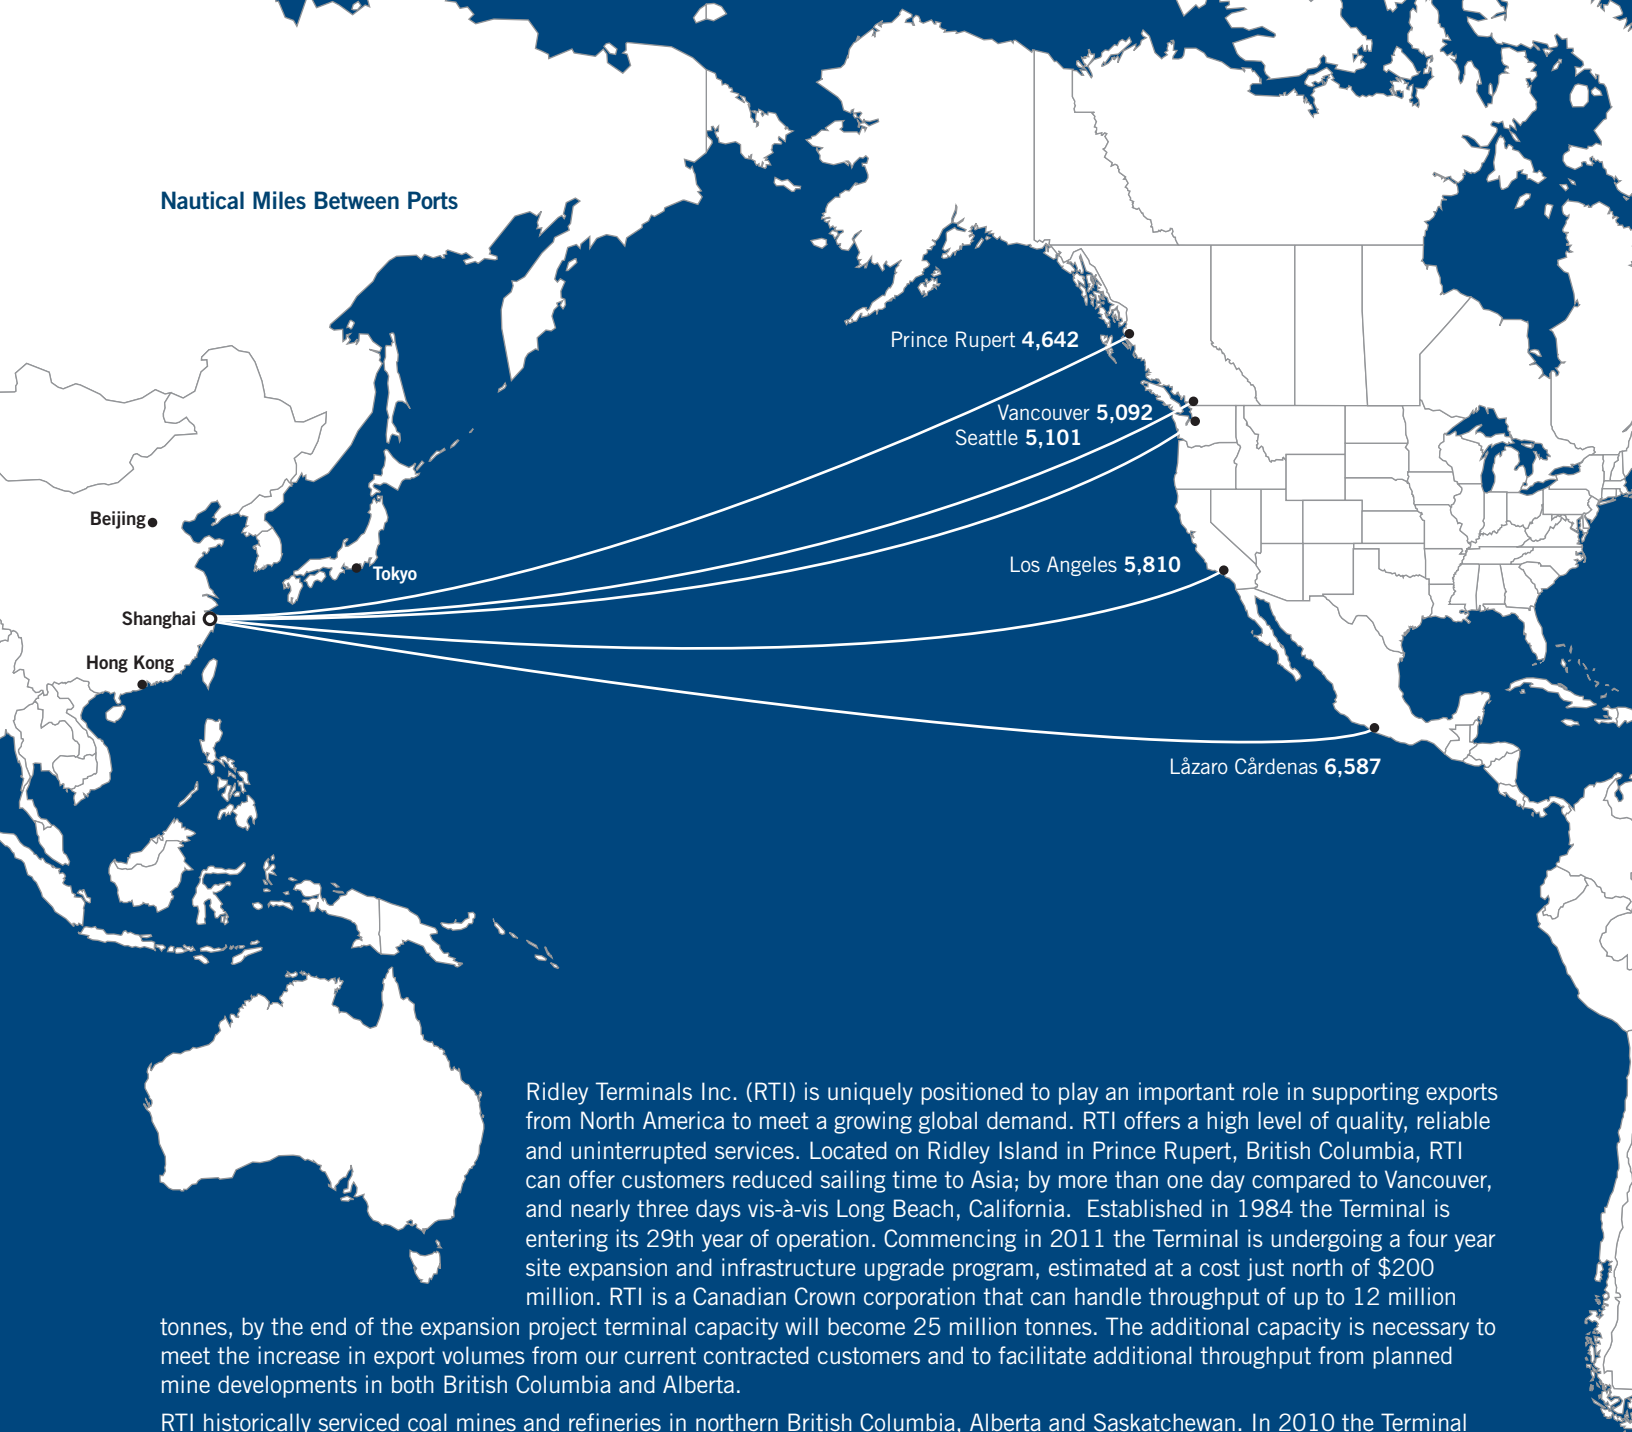 Nautical Miles Between Ports
Prince Rupert 4,642
Vancouver 5,092
Seattle 5,101
Beijing
Los Angeles 5,810
Tokyo
Shanghai
Hong Kong
Låzaro Cårdenas 6,587
Ridley Terminals Inc. (RTI) is uniquely positioned to play an important role in supporting exports
from North America to meet a growing global demand. RTI offers a high level of quality, reliable
and uninterrupted services. Located on Ridley Island in Prince Rupert, British Columbia, RTI
can offer customers reduced sailing time to Asia; by more than one day compared to Vancouver,
and nearly three days vis-à-vis Long Beach, California.  Established in 1984 the Terminal is
entering its 29th year of operation. Commencing in 2011 the Terminal is undergoing a four year
site expansion and infrastructure upgrade program, estimated at a cost just north of $200
million. RTI is a Canadian Crown corporation that can handle throughput of up to 12 million
tonnes, by the end of the expansion project terminal capacity will become 25 million tonnes. The additional capacity is necessary to
meet the increase in export volumes from our current contracted customers and to facilitate additional throughput from planned
mine developments in both British Columbia and Alberta.
RTI historically serviced coal mines and refineries in northern British Columbia, Alberta and Saskatchewan. In 2010 the Terminal